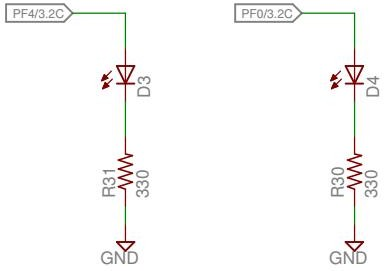 PF4/3.2C
PF0/3.2C
D3
D4
R31
330
R30
330
GND
GND